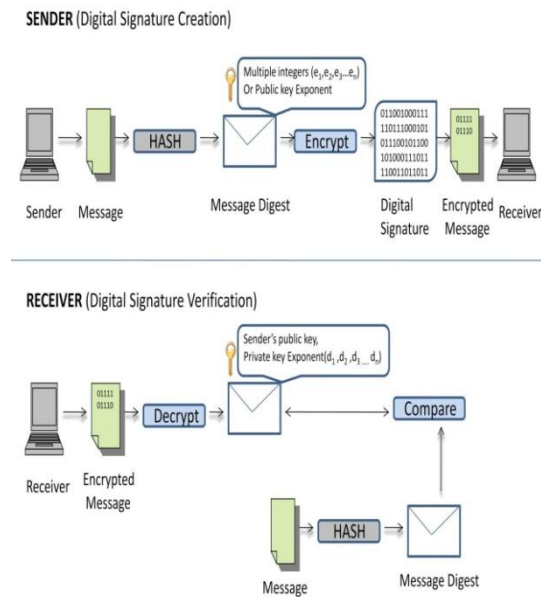 SENDER (Digital Signature Creation)
Multiple integers (e1,e2,e3...en)
Or Public key Exponent
HASH
Encrypt
011001000111
110111000101
011100101100
101000111011
110011011011
01111
01110
Sender
Message
Message Digest
Digital
Signature
Encrypted
Message
Receiver
RECEIVER (Digital Signature Verification)
Sender's public key,
Private key Exponent(d1 ,d2 ,d3 .... dn)
01111
01110
Decrypt
Compare
Receiver
Encrypted
Message
HASH
Message
Message Digest